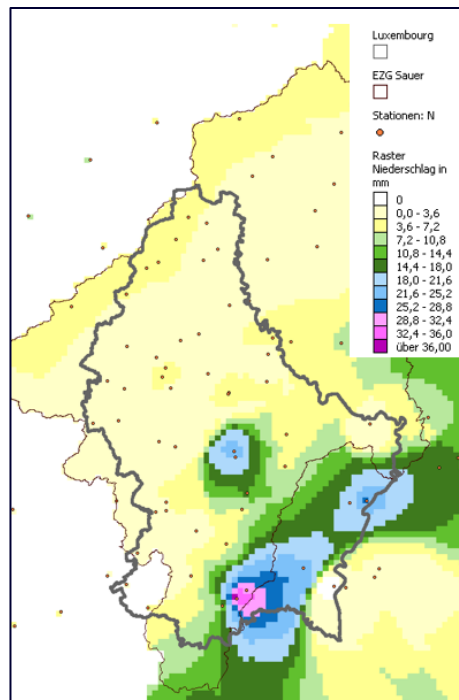 Luxembourg
EZG Sauer
Stationen: N
Raster
Niederschlag in
mm
0
0,0 - 3,6
3,6 - 7,2
7,2 - 10,8
10,8 - 14,4
14,4 - 18,0
18,0 - 21,6
21,6 - 25,2
25,2 - 28,8
28,8 - 32,4
32,4 - 36,0
über 36,00